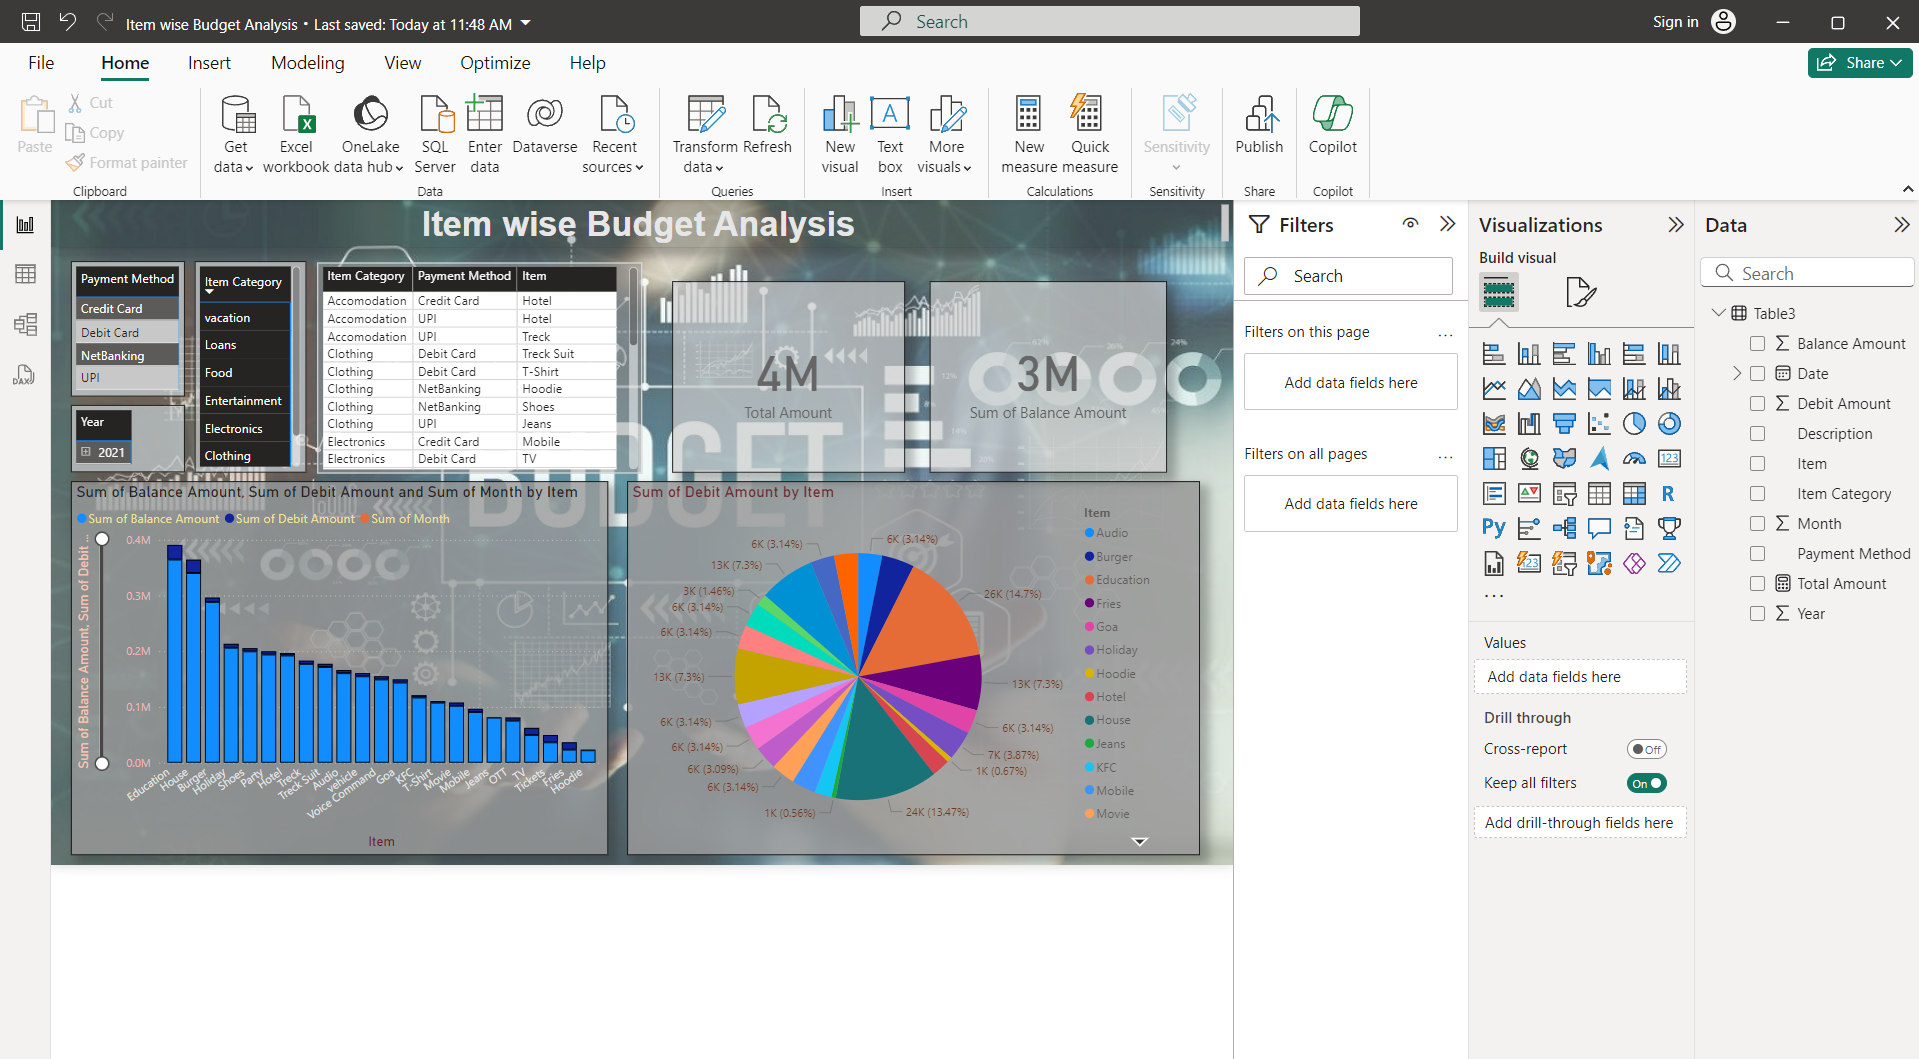 Item wise Budget Analysis • Last saved: Today at 11:48 AM
Search
Sign in
File Home Insert Modeling View Optimize Help
Share
Paste
Cut
Copy
Format painter
Clipboard
Get data
Excel workbook
OneLake data hub
SQL Server
Enter data
Dataverse
Recent sources
Data
Transform data
Refresh
Queries
New visual
Text box
More visuals
Insert
New measure
Quick measure
Calculations
Sensitivity
Sensitivity
Publish
Share
Copilot
Copilot
Item wise Budget Analysis
Payment Method
Credit Card
Debit Card
NetBanking
UPI
Year
2021
Item Category
vacation
Loans
Food
Entertainment
Electronics
Clothing
Item Category Payment Method Item
Accomodation Credit Card Hotel
Accomodation UPI Hotel
Accomodation UPI Treck
Clothing Debit Card Treck Suit
Clothing Debit Card T-Shirt
Clothing NetBanking Hoodie
Clothing NetBanking Shoes
Clothing UPI Jeans
Electronics Credit Card Mobile
Electronics Debit Card TV
4M
Total Amount
3M
Sum of Balance Amount
BUDGET
Sum of Balance Amount, Sum of Debit Amount and Sum of Month by Item
Sum of Balance Amount Sum of Debit Amount Sum of Month
Sum of Balance Amount, Sum of Debit ...
0.4M
0.3M
0.2M
0.1M
0.0M
Education
House
Burger
Holiday
Shoes
Party
Hotel
Treck
Treck Suit
Audio
vehicle
Voice Command
Goa
KFC
T-Shirt
Movie
Mobile
Jeans
OTT
TV
Tickets
Fries
Hoodie
Item
Sum of Debit Amount by Item
6K (3.14%)
26K (14.7%)
13K (7.3%)
6K (3.14%)
7K (3.87%)
1K (0.67%)
24K (13.47%)
1K (0.56%)
6K (3.14%)
6K (3.09%)
6K (3.14%)
6K (3.14%)
13K (7.3%)
6K (3.14%)
6K (3.14%)
3K (1.46%)
13K (7.3%)
6K (3.14%)
Item
Audio
Burger
Education
Fries
Goa
Holiday
Hoodie
Hotel
House
Jeans
KFC
Mobile
Movie
Filters
Search
Filters on this page
Add data fields here
Filters on all pages
Add data fields here
Visualizations
Build visual
Values
Add data fields here
Drill through
Cross-report Off
Keep all filters On
Add drill-through fields here
Data
Search
Table3
Balance Amount
Date
Debit Amount
Description
Item
Item Category
Month
Payment Method
Total Amount
Year